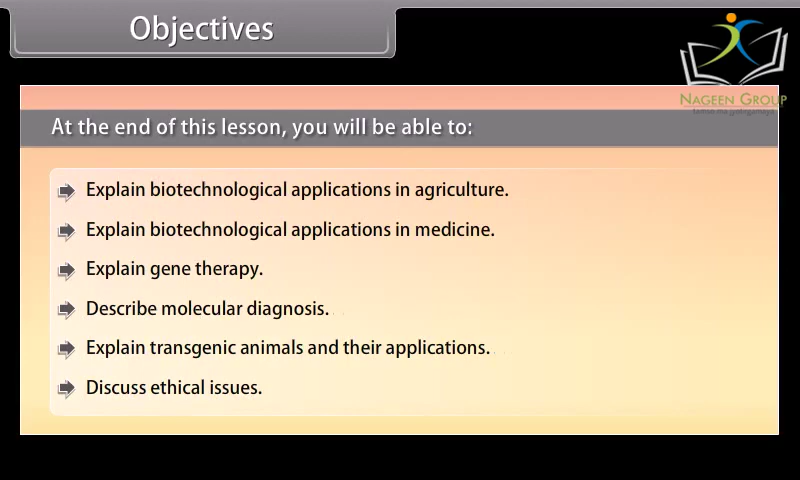 Objectives
NAGEEN GROUP
At the end of this lesson, you will be able to:
Explain biotechnological applications in agriculture.
Explain biotechnological applications in medicine.
Explain gene therapy.
Describe molecular diagnosis.
Explain transgenic animals and their applications.
Discuss ethical issues.